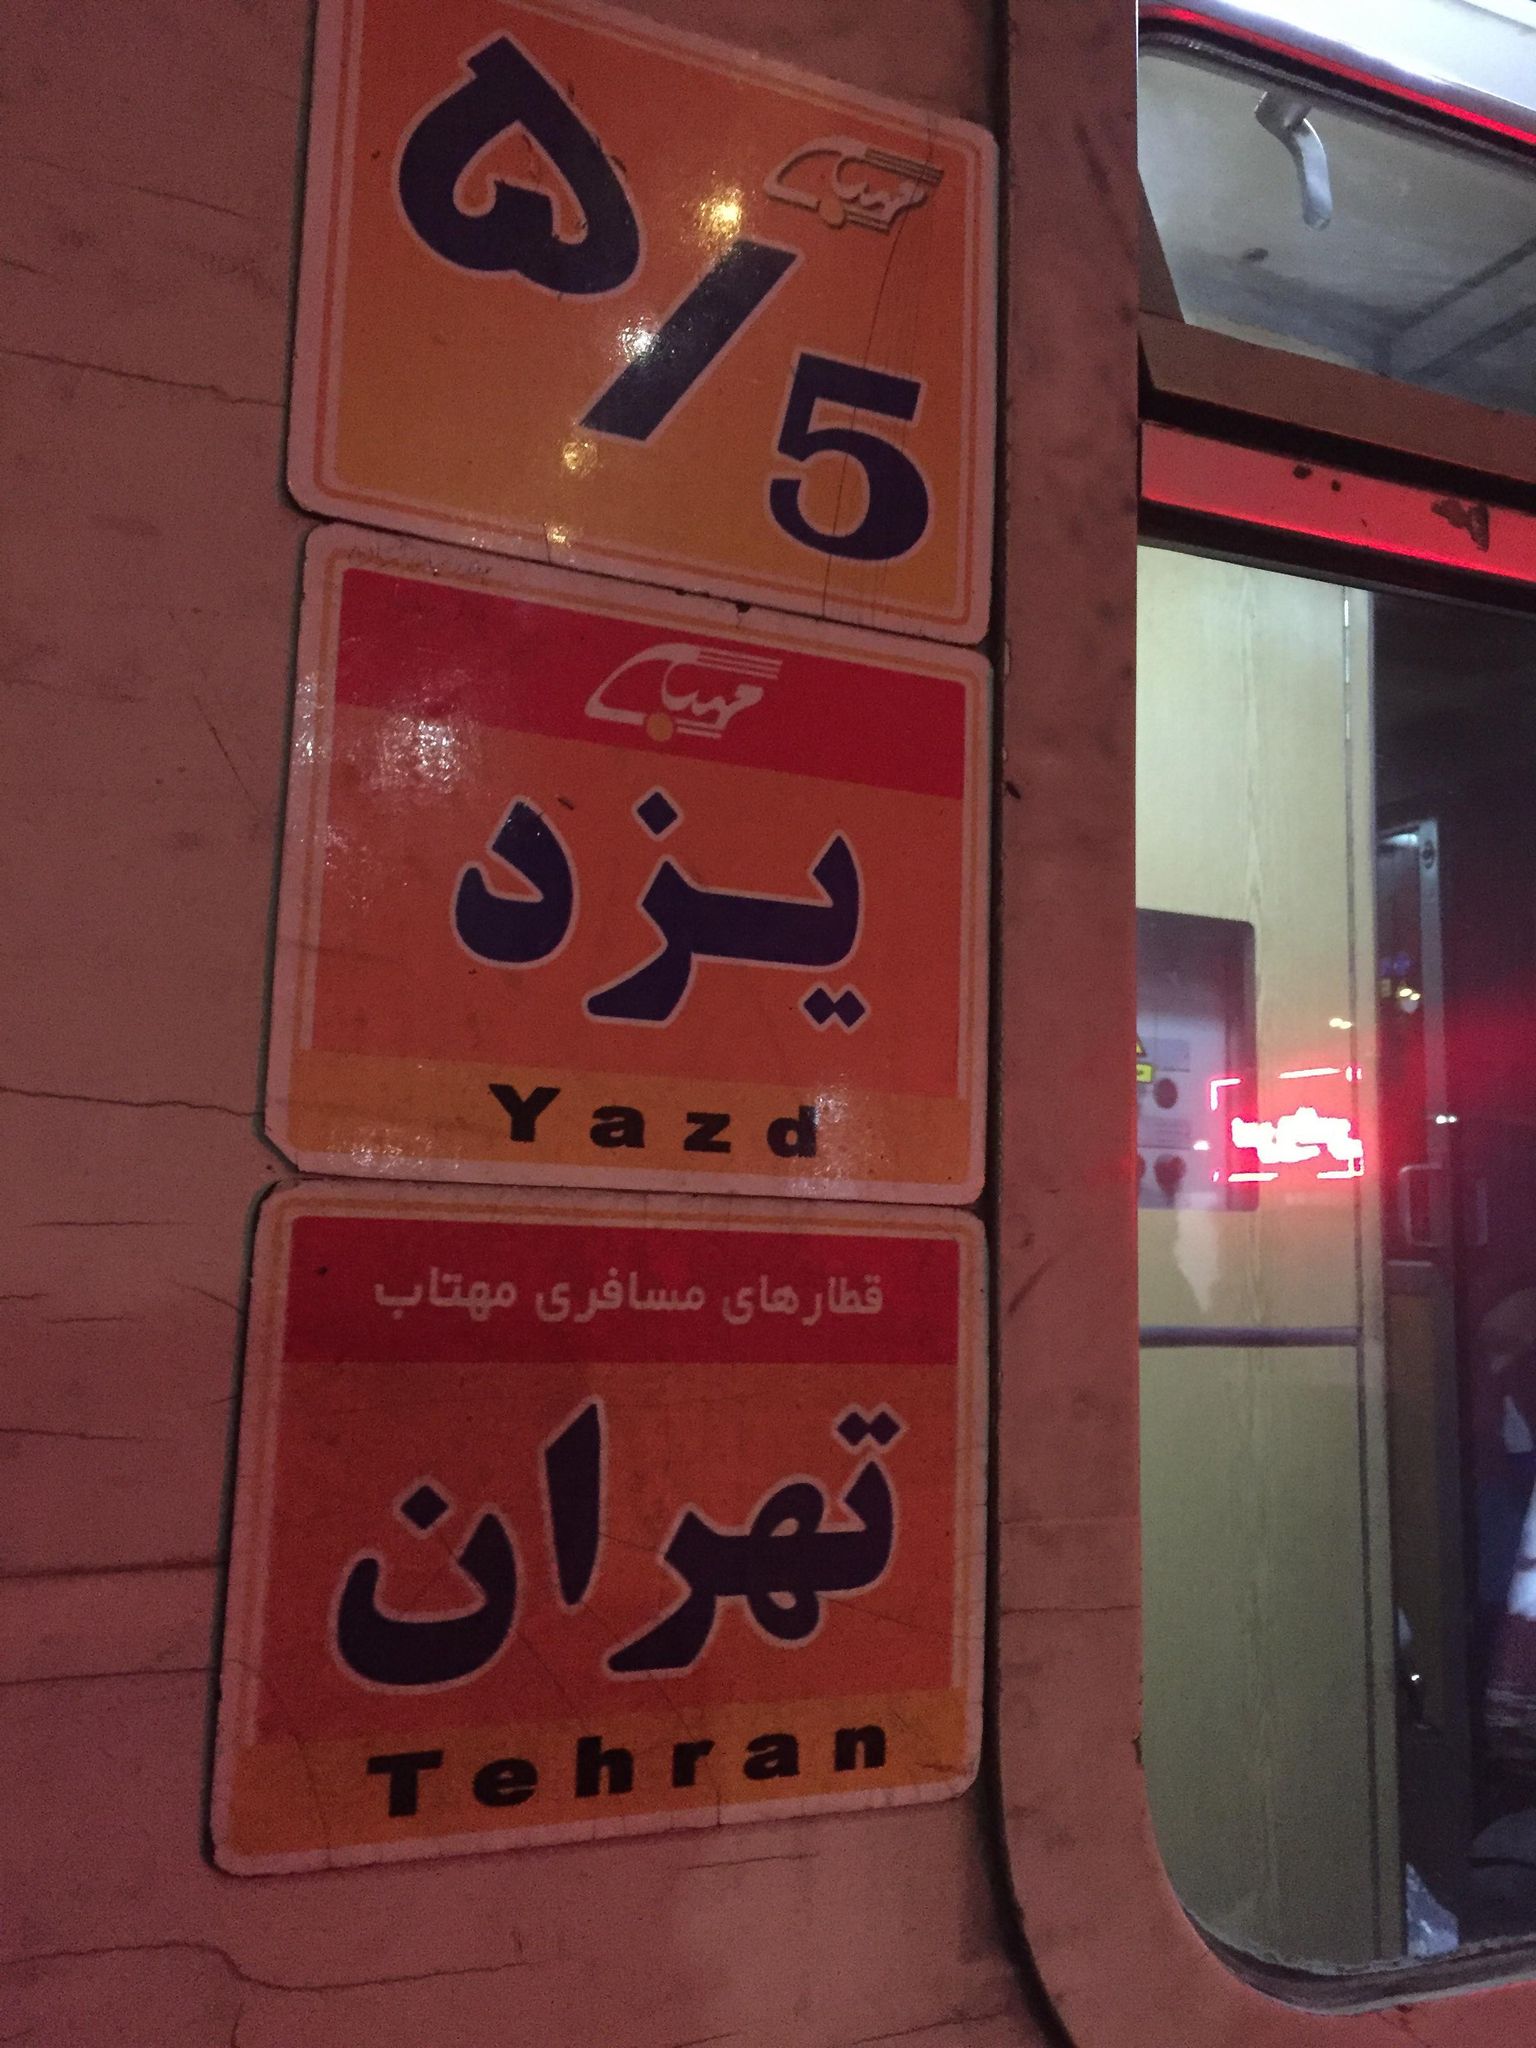 ۵/5
مهتاب
یزد
Yazd
مهتاب
قطارهای مسافری مهتاب
تهران
Tehran